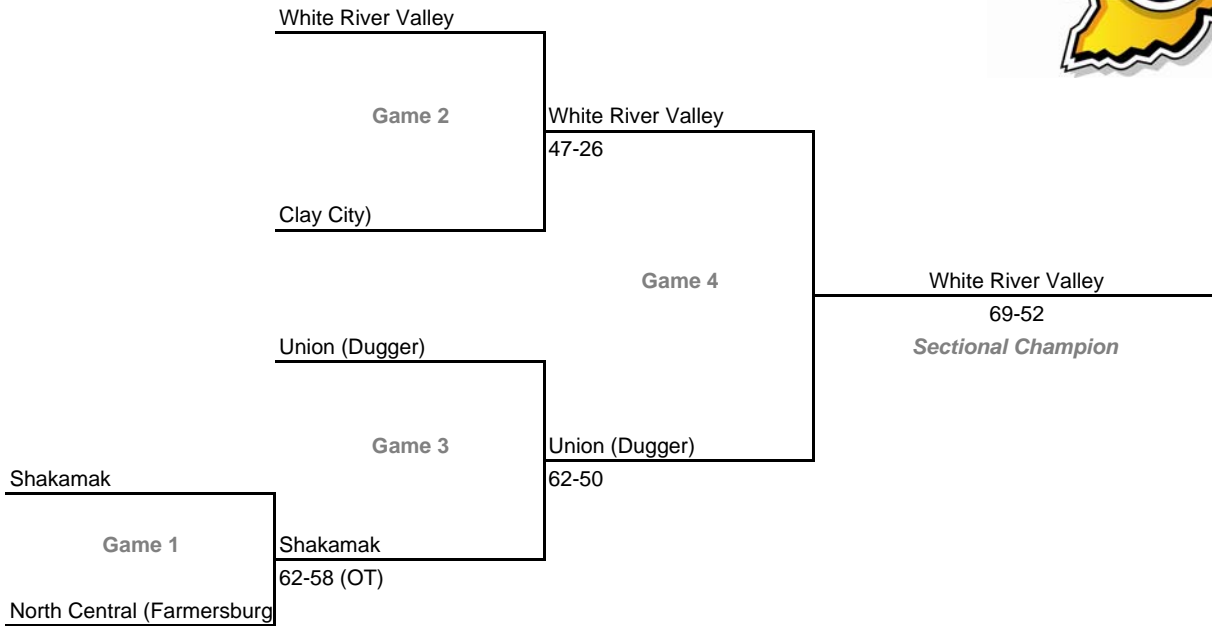 White River Valley
Game 2
White River Valley
47-26
Clay City)
Game 4
White River Valley
69-52
Union (Dugger)
Sectional Champion
Game 3
Union (Dugger)
Shakamak
62-50
Game 1
Shakamak
62-58 (OT)
North Central (Farmersburg